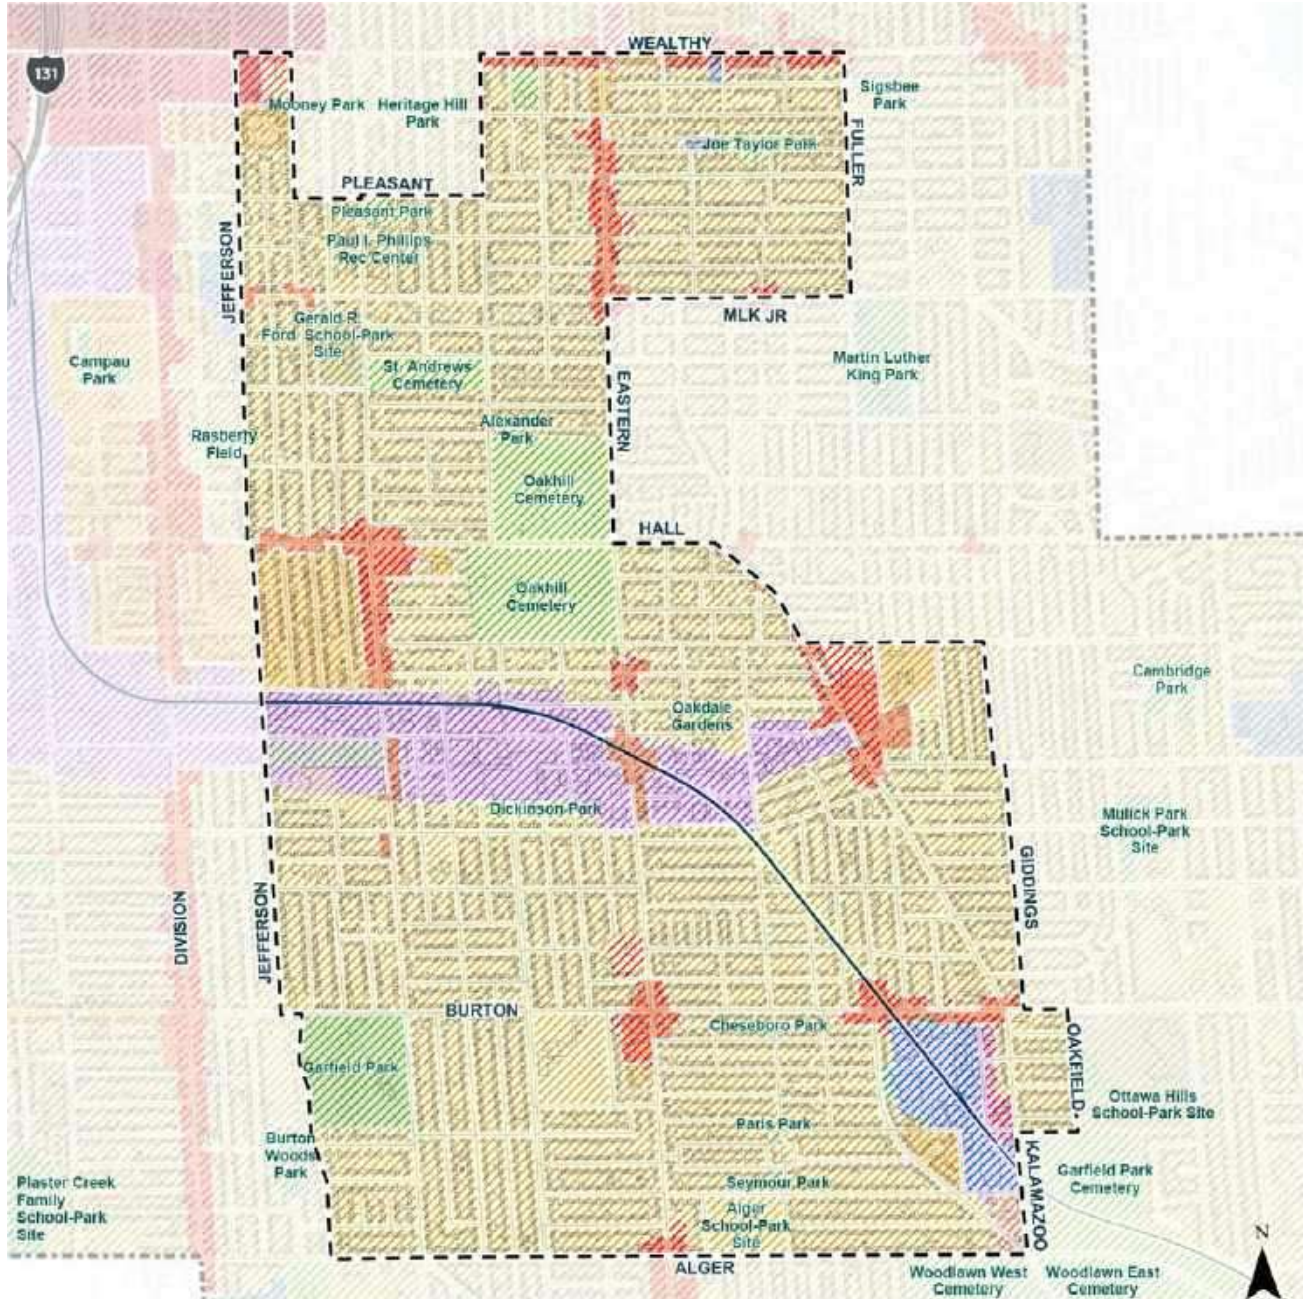 WEALTHY
131
Sigsbee
Park
Mooney Park
Heritage Hill
Park
FULLER
Joe Taylor Park
PLEASANT
Pleasant Park
JEFFERSON
Paul I. Phillips
Rec Center
MLK JR
Gerald R.
Ford School-Park
Site
Campau
Park
St. Andrews
Cemetery
Martin Luther
King Park
EASTERN
Alexander
Park
Rasberry
Field
Oakhill
Cemetery
HALL
Oakhill
Cemetery
Cambridge
Park
Oakdale
Gardens
Dickinson Park
Mulick Park
School-Park
Site
GIDDINGS
DIVISION
JEFFERSON
BURTON
Cheseboro Park
OAKFIELD
Garfield Park
Ottawa Hills
School-Park Site
Paris Park
Burton
Woods
Park
KALAMAZOO
Garfield Park
Cemetery
Plaster Creek
Family
School-Park
Site
Seymour Park
Alger
School-Park
Site
Z
ALGER
Woodlawn West
Cemetery
Woodlawn East
Cemetery